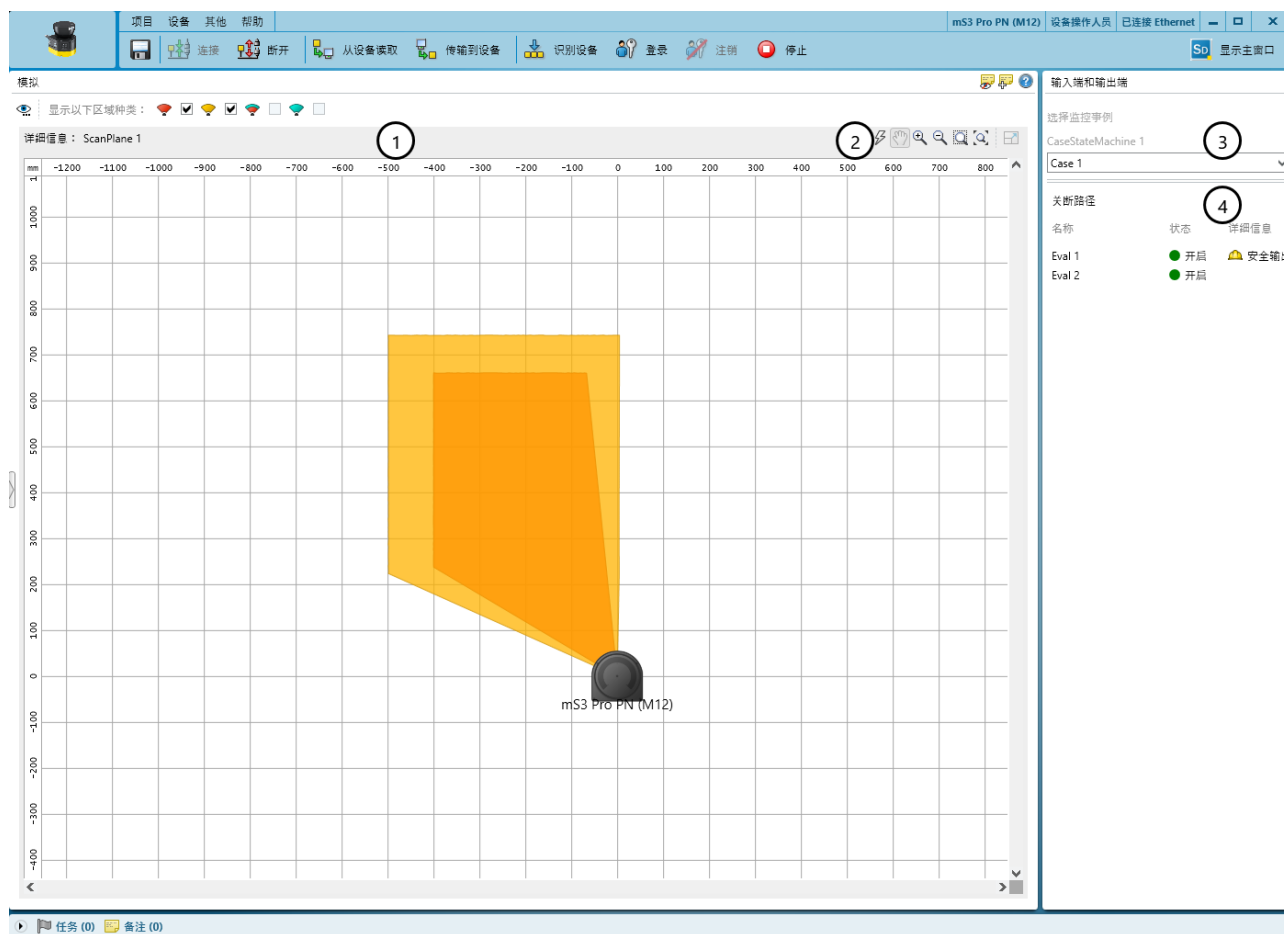 项目 设备 其他 帮助 mS3 Pro PN (M12) 设备操作人员 已连接 Ethernet
连接 断开 从设备读取 传输到设备 识别设备 登录 注销 停止 SD 显示主窗口
模拟
显示以下区域种类：
详细信息： ScanPlane 1
1
2
mm -1200 -1100 -1000 -900 -800 -700 -600 -500 -400 -300 -200 -100 0 100 200 300 400 500 600 700 800
1000
900
800
700
600
500
400
300
200
100
0
-100
-200
-300
-400
mS3 Pro PN (M12)
输入端和输出端
选择监控事例
CaseStateMachine 1
3
Case 1
关断路径
4
名称 状态 详细信息
Eval 1 开启 安全输出
Eval 2 开启
任务 (0) 备注 (0)